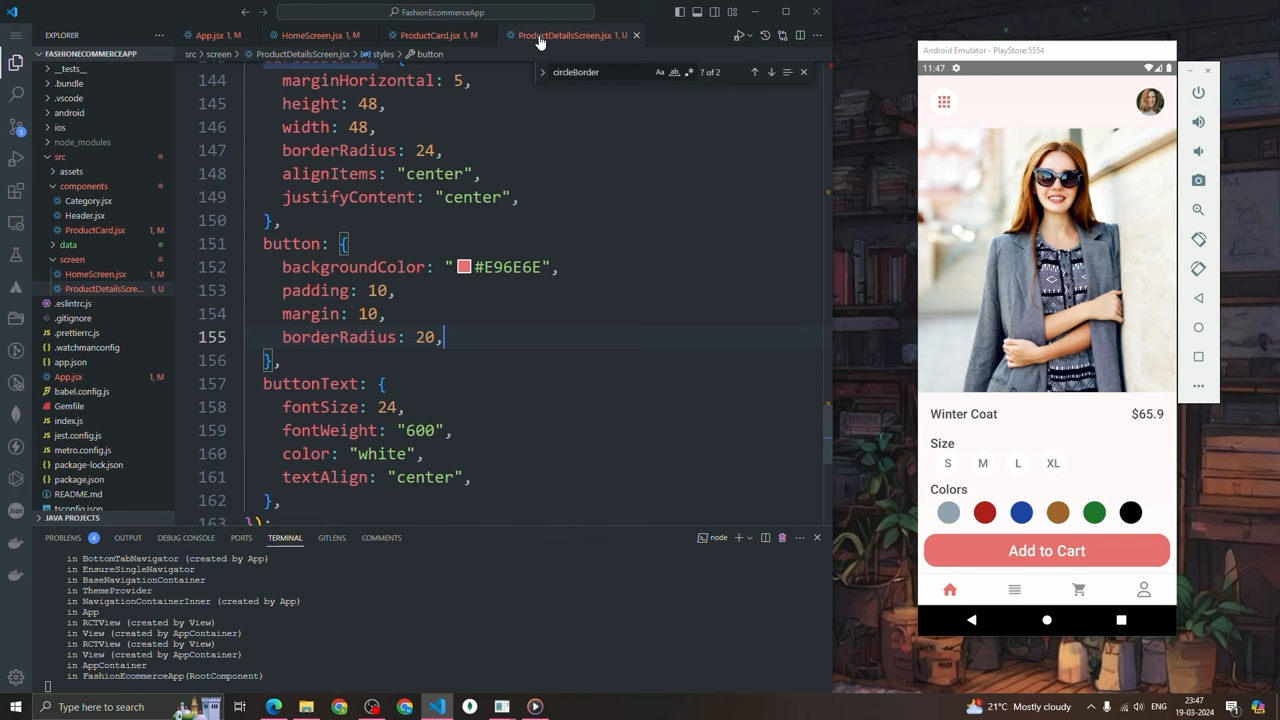 FashionEcommerceApp
EXPLORER
App.jsx 1, M
HomeScreen.jsx 1, M
ProductCard.jsx 1, M
ProductDetailsScreen.jsx 1, U
FASHIONECOMMERCEAPP
src > screen > ProductDetailsScreen.jsx > styles > button
circleBorder
Aa
ab
? of 2
__tests__
.bundle
.vscode
android
ios
node_modules
src
assets
components
Category.jsx
Header.jsx
ProductCard.jsx 1, M
data
screen
HomeScreen.jsx 1, M
ProductDetailsScre... 1, U
.eslintrc.js
.gitignore
.prettierrc.js
.watchmanconfig
app.json
App.jsx 1, M
babel.config.js
Gemfile
index.js
jest.config.js
metro.config.js
package-lock.json
package.json
README.md
tsconfig.json
JAVA PROJECTS
144 marginHorizontal: 5,
145 height: 48,
146 width: 48,
147 borderRadius: 24,
148 alignItems: "center",
149 justifyContent: "center",
150 },
151 button: {
152 backgroundColor: "#E96E6E",
153 padding: 10,
154 margin: 10,
155 borderRadius: 20,
156 },
157 buttonText: {
158 fontSize: 24,
159 fontWeight: "600",
160 color: "white",
161 textAlign: "center",
162 },
163 });
PROBLEMS 4 OUTPUT DEBUG CONSOLE PORTS TERMINAL GITLENS COMMENTS
node
in BottomTabNavigator (created by App)
in EnsureSingleNavigator
in BaseNavigationContainer
in ThemeProvider
in NavigationContainerInner (created by App)
in App
in RCTView (created by View)
in View (created by AppContainer)
in RCTView (created by View)
in View (created by AppContainer)
in AppContainer
in FashionEcommerceApp(RootComponent)
Android Emulator - PlayStore:5554
11:47
Winter Coat $65.9
Size
S M L XL
Colors
Add to Cart
Type here to search
21°C Mostly cloudy
23:47
19-03-2024